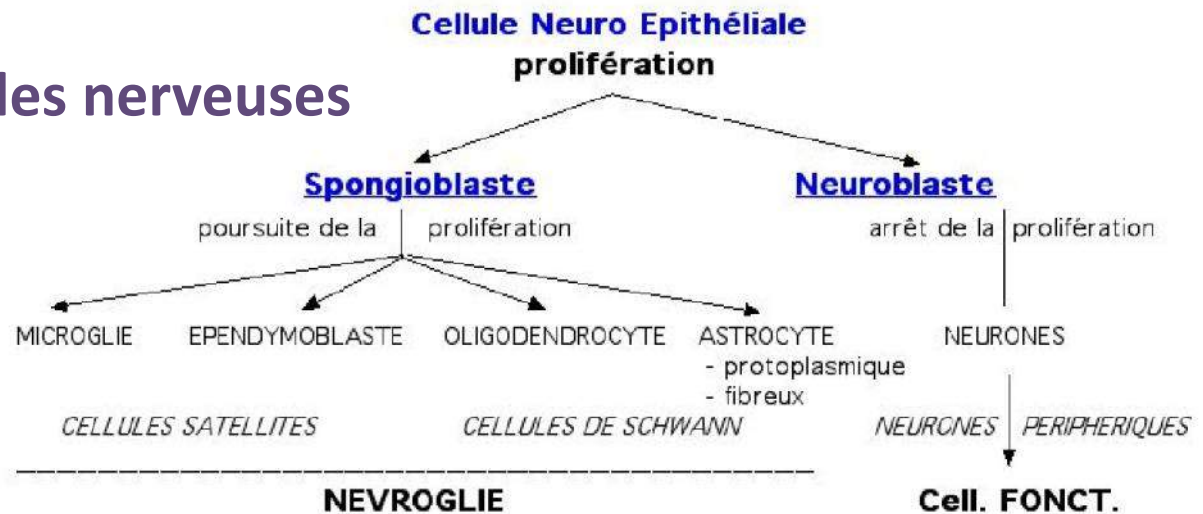 Cellule Neuro Epithéliale
prolifération
les nerveuses
Spongioblaste Neuroblaste
poursuite de la prolifération arrêt de la prolifération
MICROGLIE EPENDYMOBLASTE OLIGODENDROCYTE ASTROCYTE NEURONES
- protoplasmique
- fibreux
CELLULES SATELLITES CELLULES DE SCHWANN NEURONES PERIPHERIQUES
NEVROGLIE Cell. FONCT.